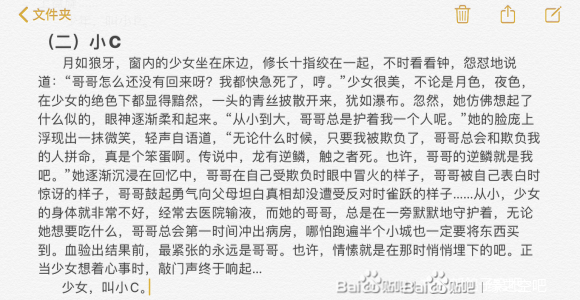 文件夹
（二）小C
月如狼牙，窗内的少女坐在床边，修长十指绞在一起，不时看看钟，怨怼地说
道：“哥哥怎么还没有回来呀？我都快急死了，哼。”少女很美，不论是月色，夜色，
在少女的绝色下都显得黯然，一头的青丝披散开来，犹如瀑布。忽然，她仿佛想起了
什么似的，眼神逐渐柔和起来。“从小到大，哥哥总是护着我一个人呢。”她的脸庞上
浮现出一抹微笑，轻声自语道，“无论什么时候，只要我被欺负了，哥哥总会和欺负我
的人拼命，真是个笨蛋啊。传说中，龙有逆鳞，触之者死。也许，哥哥的逆鳞就是我
吧。”她逐渐沉浸在回忆中，哥哥在自己受欺负时眼中冒火的样子，哥哥被自己表白时
惊讶的样子，哥哥鼓起勇气向父母坦白真相却没遭受反对时雀跃的样子......从小，少女
的身体就非常不好，经常去医院输液，而她的哥哥，总是在一旁默默地守护着，无论
她想要吃什么，哥哥总会第一时间冲出病房，哪怕跑遍半个小城也一定要将东西买
到。血验出结果前，最紧张的永远是哥哥。也许，情愫就是在那时悄悄埋下的吧。正
当少女想着心事时，敲门声终于响起...
少女，叫小C。
Baidu贴吧